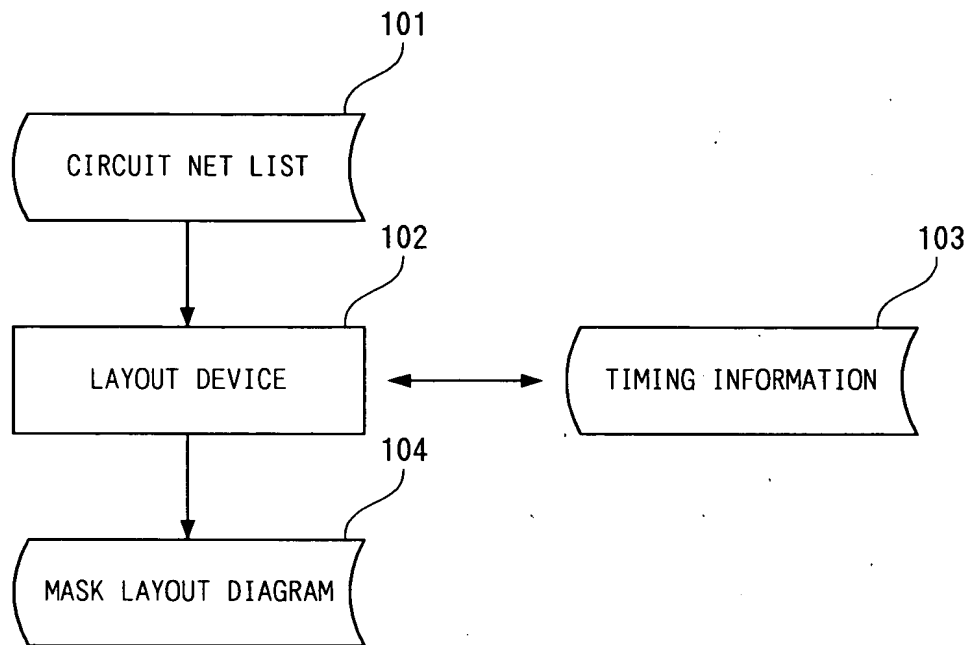 101
CIRCUIT NET LIST
102
103
LAYOUT DEVICE
TIMING INFORMATION
104
MASK LAYOUT DIAGRAM